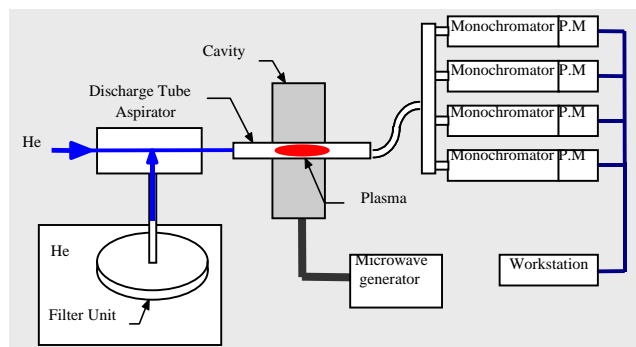 Monochromator P.M
Cavity
Monochromator P.M
Discharge Tube
Aspirator
Monochromator P.M
He
Monochromator P.M
Plasma
He
Microwave
generator
Workstation
Filter Unit